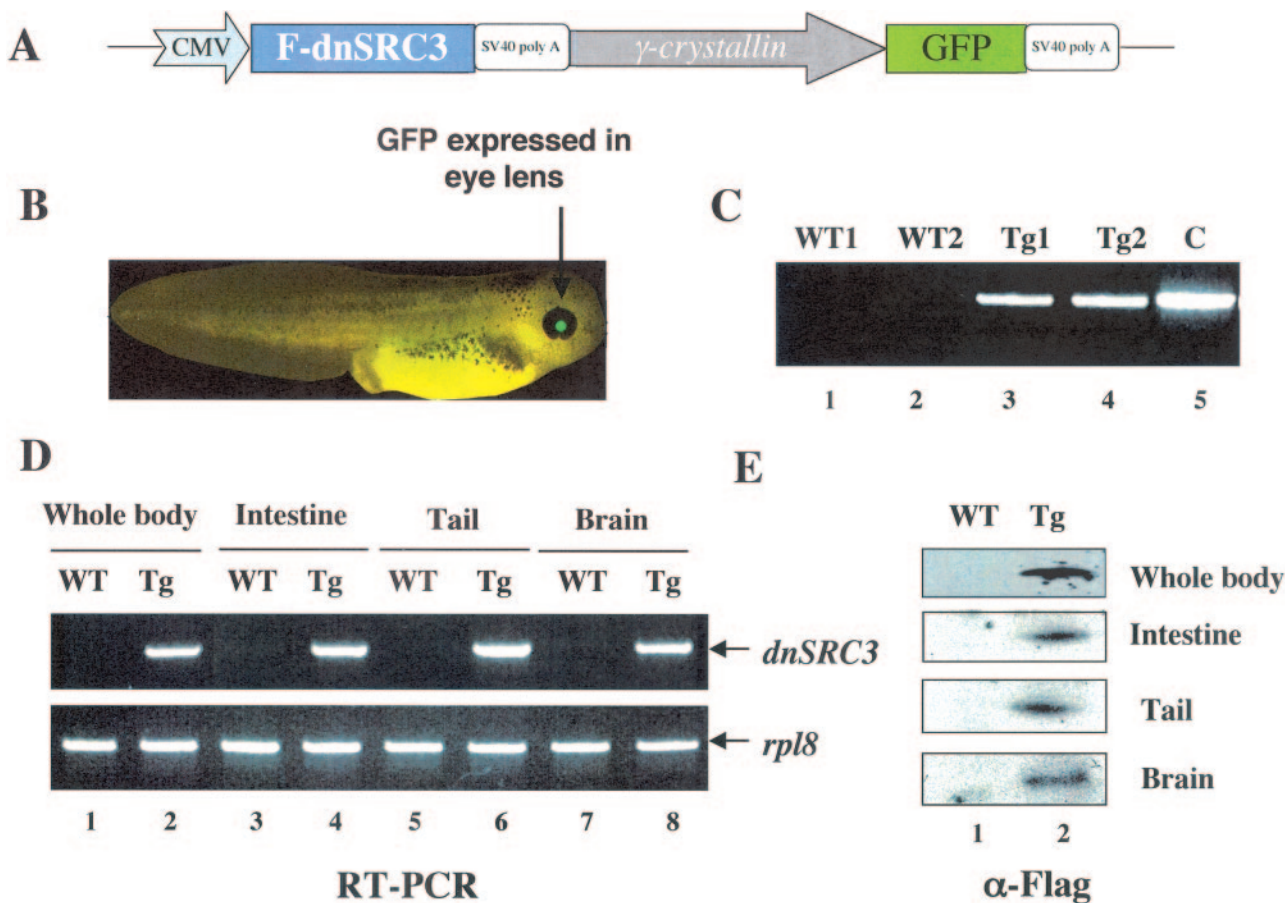 A
CMV F-dnSRC3 SV40 poly A γ-crystallin GFP SV40 poly A
GFP expressed in
eye lens
B
C
WT1 WT2 Tg1 Tg2 C
1 2 3 4 5
D
Whole body Intestine Tail Brain
WT Tg WT Tg WT Tg WT Tg
dnSRC3
rpl8
1 2 3 4 5 6 7 8
RT-PCR
E
WT Tg
Whole body
Intestine
Tail
Brain
1 2
α-Flag